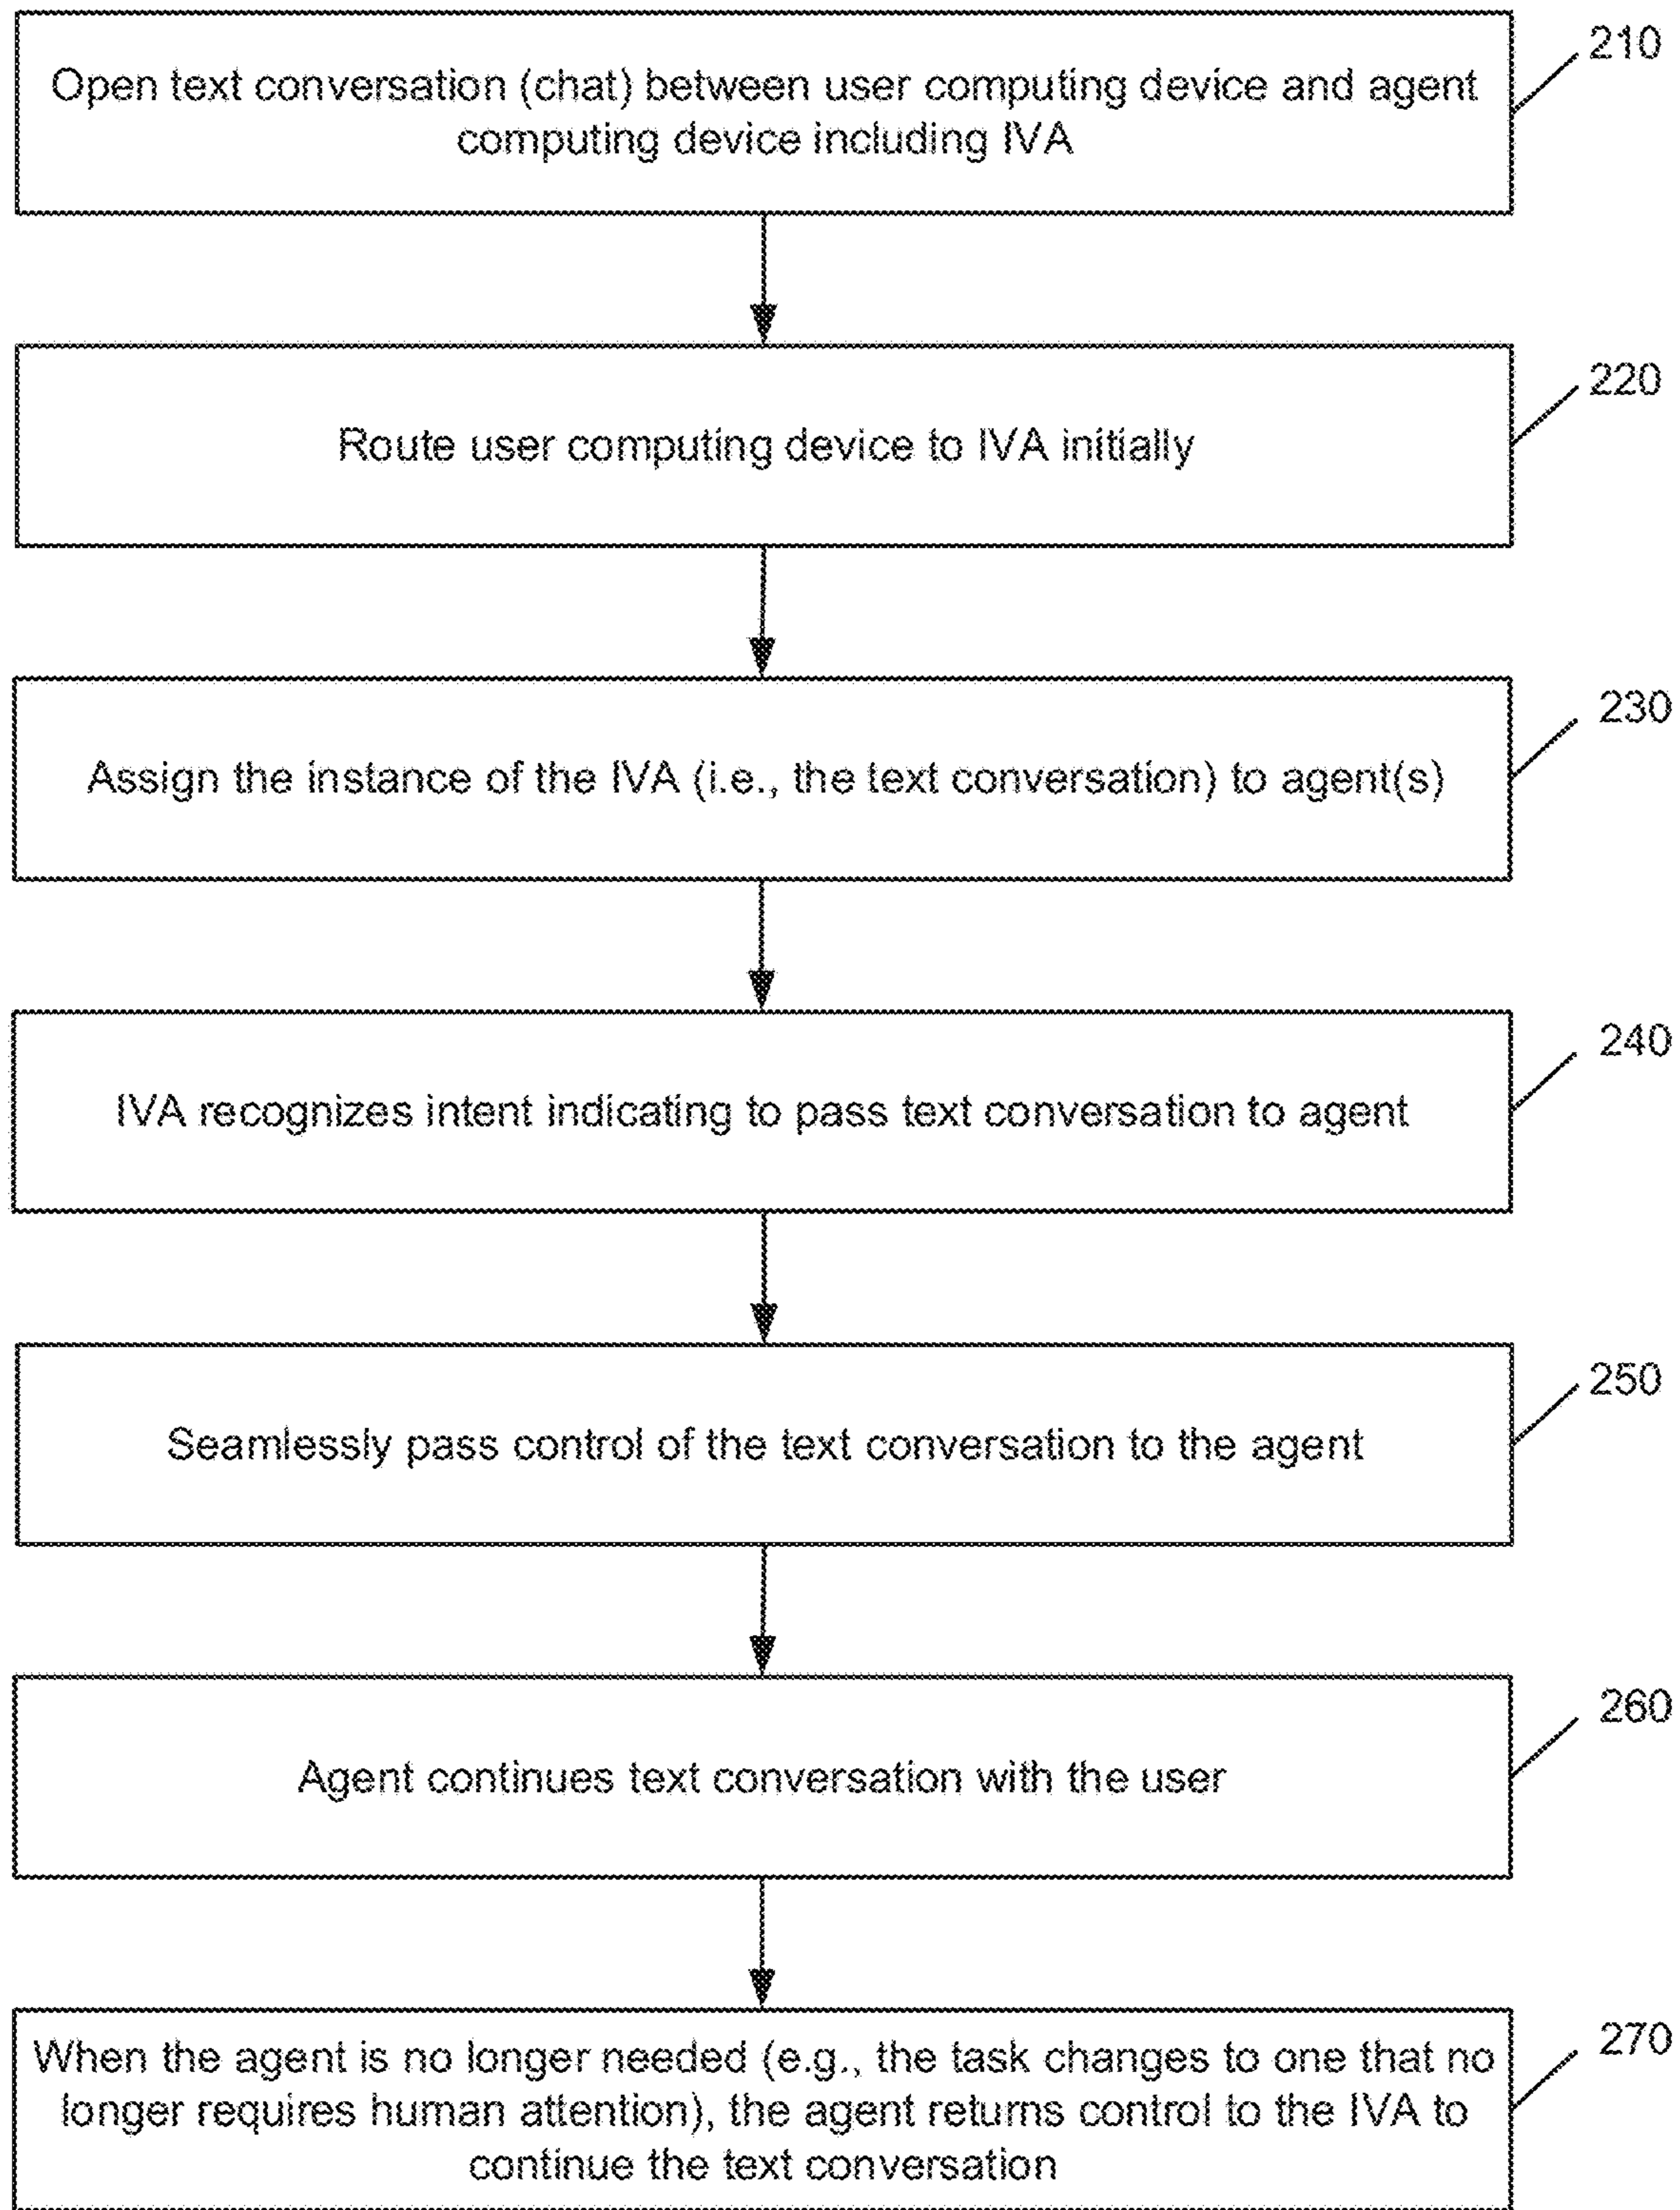 Open text conversation (chat) between user computing device and agent
computing device including IVA
210
Route user computing device to IVA initially
220
Assign the instance of the IVA (i.e., the text conversation) to agent(s)
230
IVA recognizes intent indicating to pass text conversation to agent
240
Seamlessly pass control of the text conversation to the agent
250
Agent continues text conversation with the user
260
When the agent is no longer needed (e.g., the task changes to one that no
longer requires human attention), the agent returns control to the IVA to
continue the text conversation
270